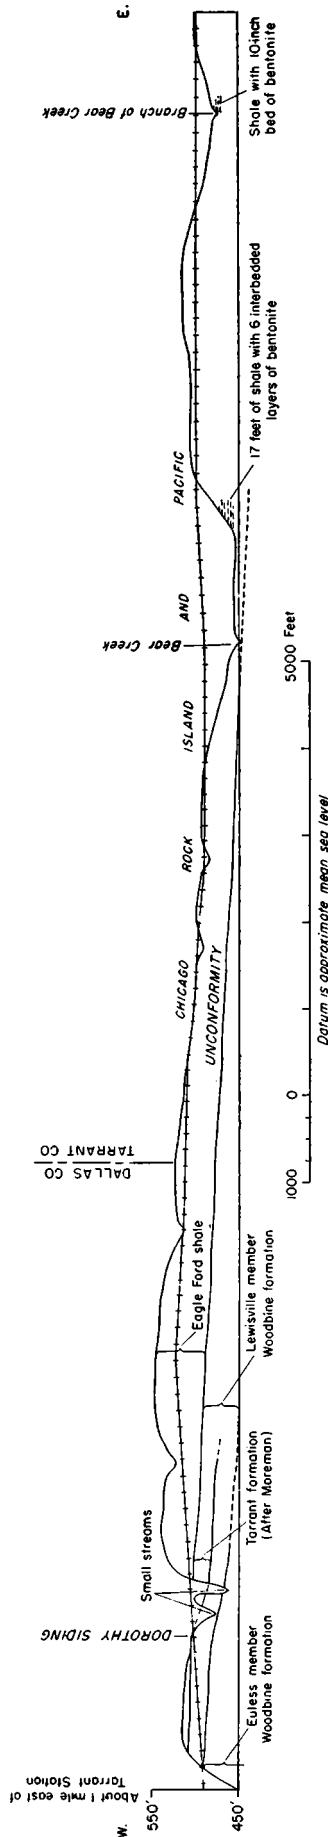 W.
E.
About 1 mile east of
Tarrant Station
550'
450'
DOROTHY SIDING
Small streams
Euless member
Woodbine formation
Tarrant formation
(After Moreman)
Lewisville member
Woodbine formation
Eagle Ford shale
DALLAS CO
TARRANT CO
UNCONFORMITY
CHICAGO
ROCK
ISLAND
AND
PACIFIC
Bear Creek
17 feet of shale with 6 interbedded
layers of bentonite
Branch of Bear Creek
Shale with 10-inch
bed of bentonite
1000
0
5000 Feet
Datum is approximate mean sea level